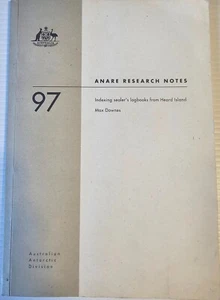 ANARE RESEARCH NOTES
97
Indexing sealer's logbooks from Heard Island
Max Downes
Australian
Antarctic
Division